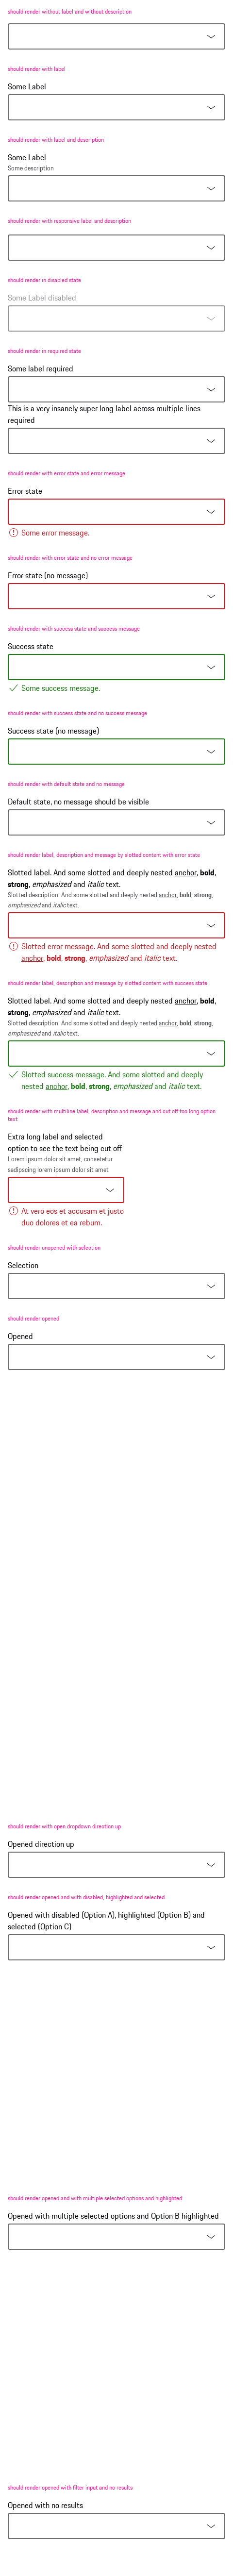 should render without label and without description
should render with label
Some Label
should render with label and description
Some Label
Some description
should render with responsive label and description
should render in disabled state
Some Label disabled
should render in required state
Some label required
This is a very insanely super long label across multiple lines
required
should render with error state and error message
Error state
Some error message.
should render with error state and no error message
Error state (no message)
should render with success state and success message
Success state
Some success message.
should render with success state and no success message
Success state (no message)
should render with default state and no message
Default state, no message should be visible
should render label, description and message by slotted content with error state
Slotted label. And some slotted and deeply nested anchor, bold,
strong, emphasized and italic text.
Slotted description. And some slotted and deeply nested anchor, bold, strong,
emphasized and italic text.
Slotted error message. And some slotted and deeply nested
anchor, bold, strong, emphasized and italic text.
should render label, description and message by slotted content with success state
Slotted label. And some slotted and deeply nested anchor, bold,
strong, emphasized and italic text.
Slotted description. And some slotted and deeply nested anchor, bold, strong,
emphasized and italic text.
Slotted success message. And some slotted and deeply
nested anchor, bold, strong, emphasized and italic text.
should render with multiline label, description and message and cut off too long option
text
Extra long label and selected
option to see the text being cut off
Lorem ipsum dolor sit amet, consetetur
sadipscing lorem ipsum dolor sit amet
At vero eos et accusam et justo
duo dolores et ea rebum.
should render unopened with selection
Selection
should render opened
Opened
should render with open dropdown direction up
Opened direction up
should render opened and with disabled, highlighted and selected
Opened with disabled (Option A), highlighted (Option B) and
selected (Option C)
should render opened and with multiple selected options and highlighted
Opened with multiple selected options and Option B highlighted
should render opened with filter input and no results
Opened with no results